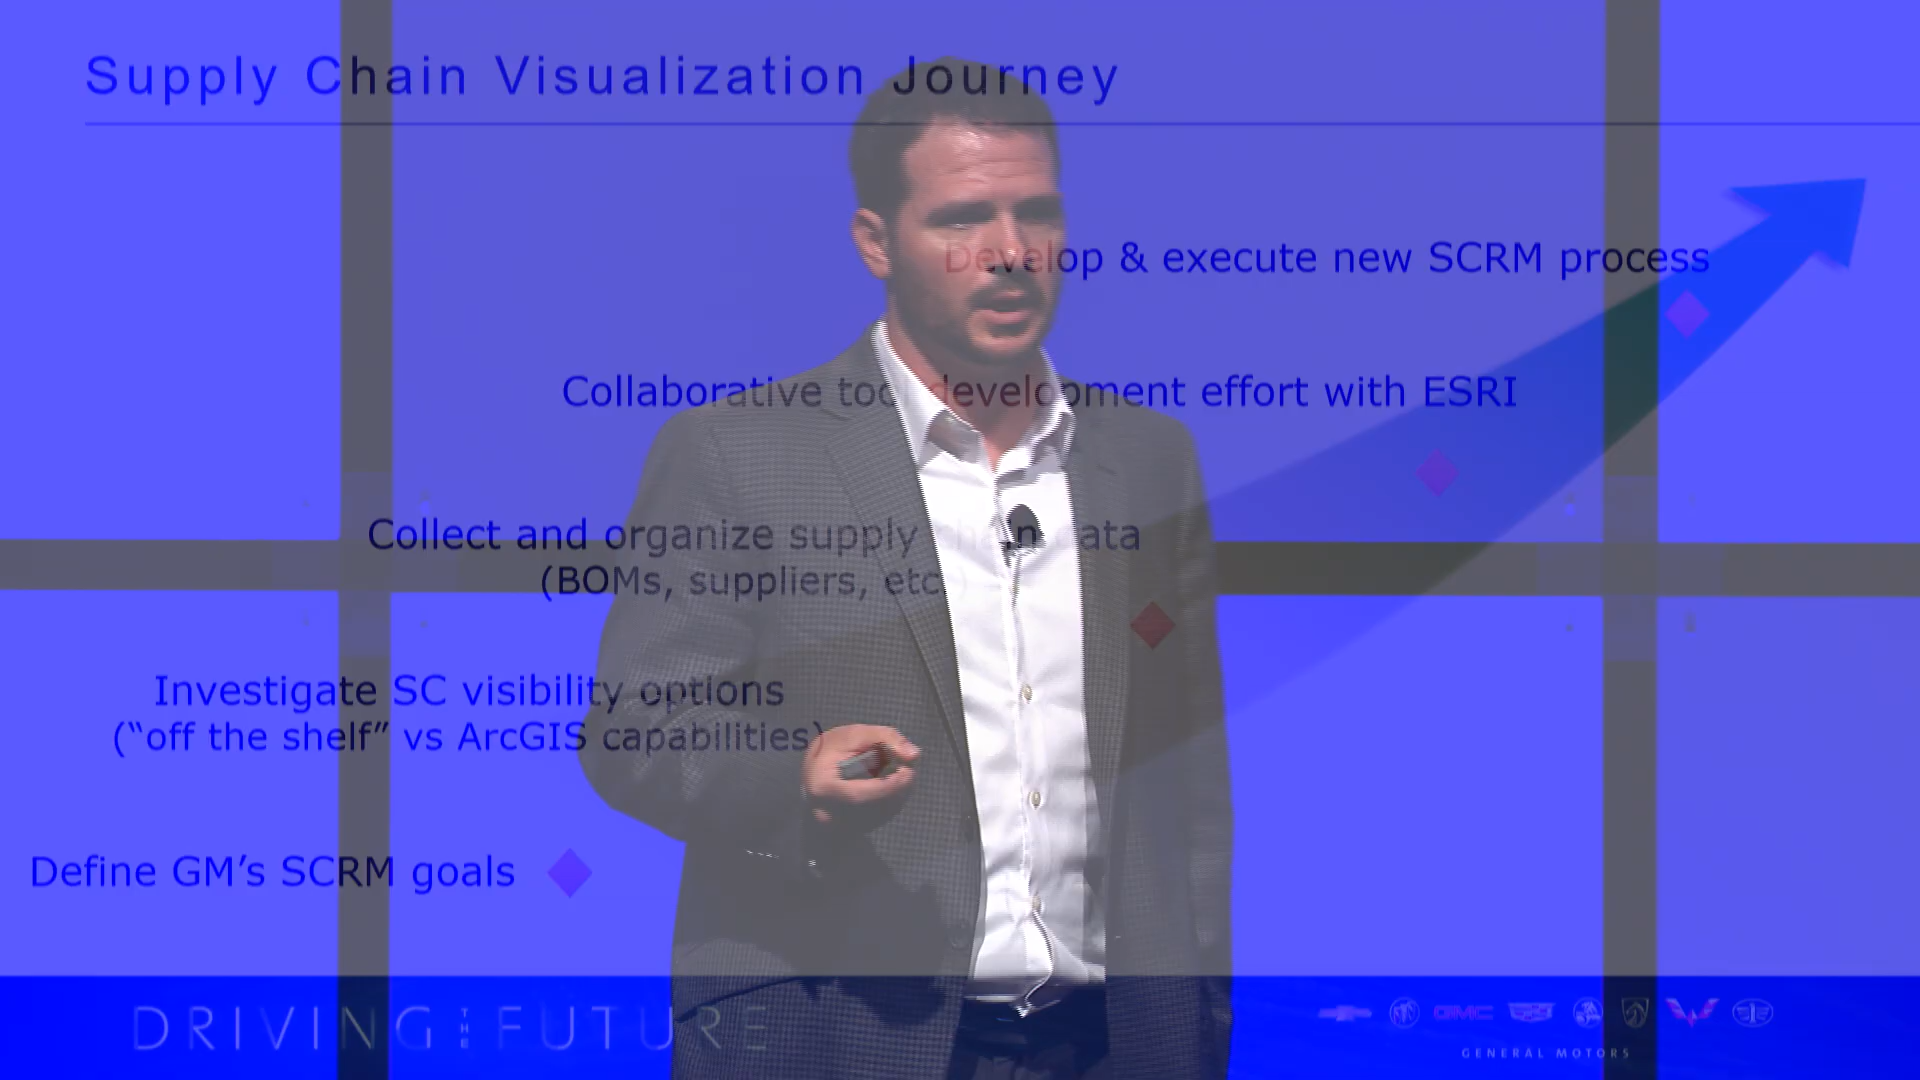 Supply Chain Visualization Journey
Develop & execute new SCRM process
Collaborative tool development effort with ESRI
Collect and organize supply chain data
(BOMs, suppliers, etc.)
Investigate SC visibility options
(“off the shelf” vs ArcGIS capabilities)
Define GM’s SCRM goals
DRIVING THE FUTURE
GMC
GENERAL MOTORS